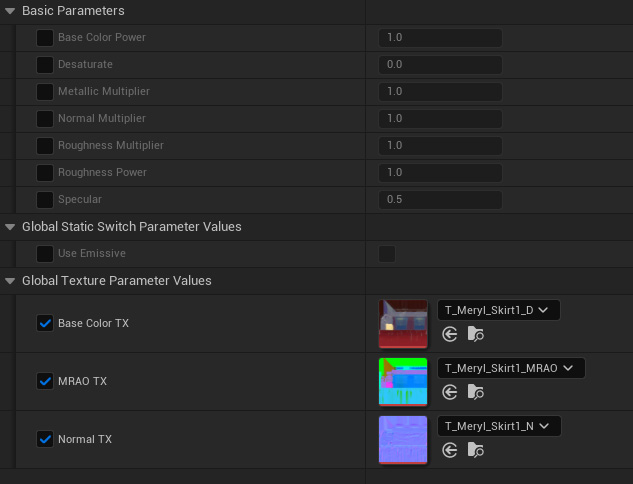 Basic Parameters
Base Color Power 1.0
Desaturate 0.0
Metallic Multiplier 1.0
Normal Multiplier 1.0
Roughness Multiplier 1.0
Roughness Power 1.0
Specular 0.5
Global Static Switch Parameter Values
Use Emissive
Global Texture Parameter Values
Base Color TX T_Meryl_Skirt1_D
MRAO TX T_Meryl_Skirt1_MRAO
Normal TX T_Meryl_Skirt1_N